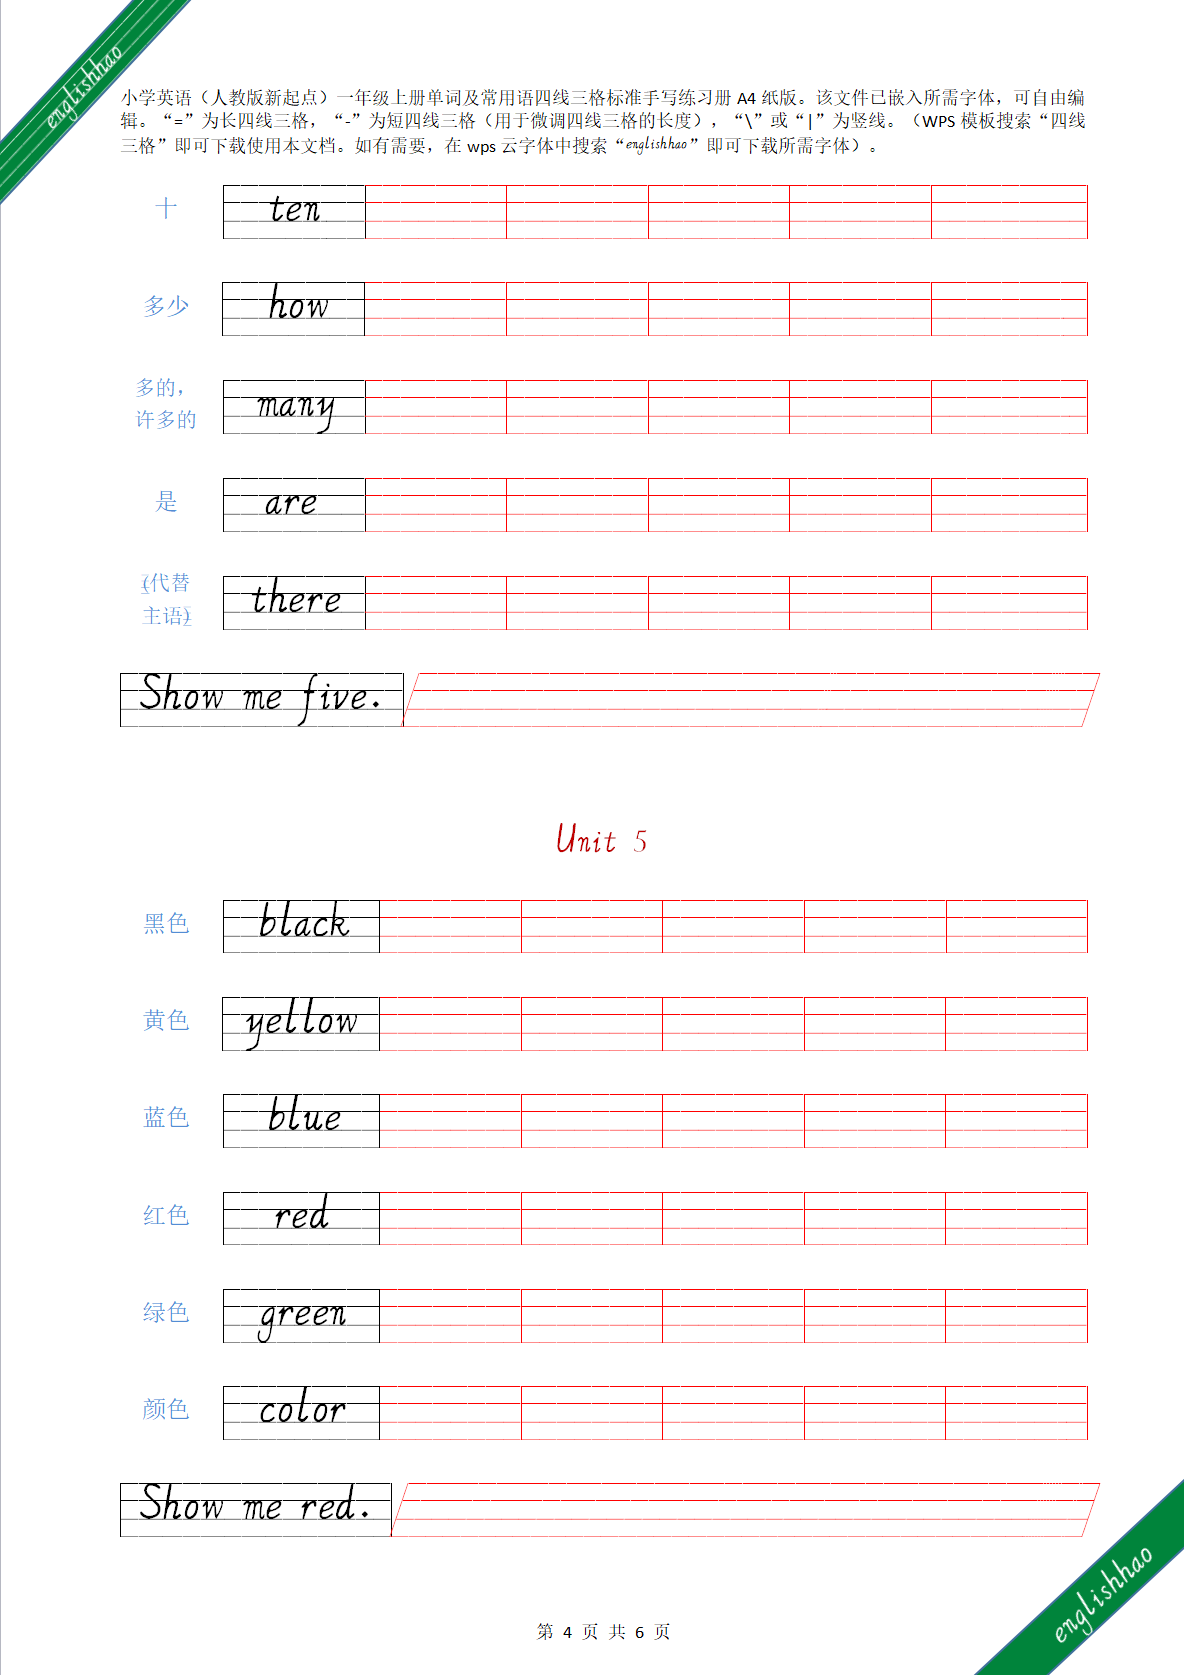 englishhao
小学英语（人教版新起点）一年级上册单词及常用语四线三格标准手写练习册 A4 纸版。该文件已嵌入所需字体，可自由编
辑。“=”为长四线三格，“-”为短四线三格（用于微调四线三格的长度），“\”或“|”为竖线。（WPS 模板搜索“四线
三格”即可下载使用本文档。如有需要，在 wps 云字体中搜索“englishhao”即可下载所需字体）。
十 ten
多少 how
多的，
许多的 many
是 are
(代替
主语) there
Show me five.
Unit 5
黑色 black
黄色 yellow
蓝色 blue
红色 red
绿色 green
颜色 color
Show me red.
englishhao
第 4 页 共 6 页